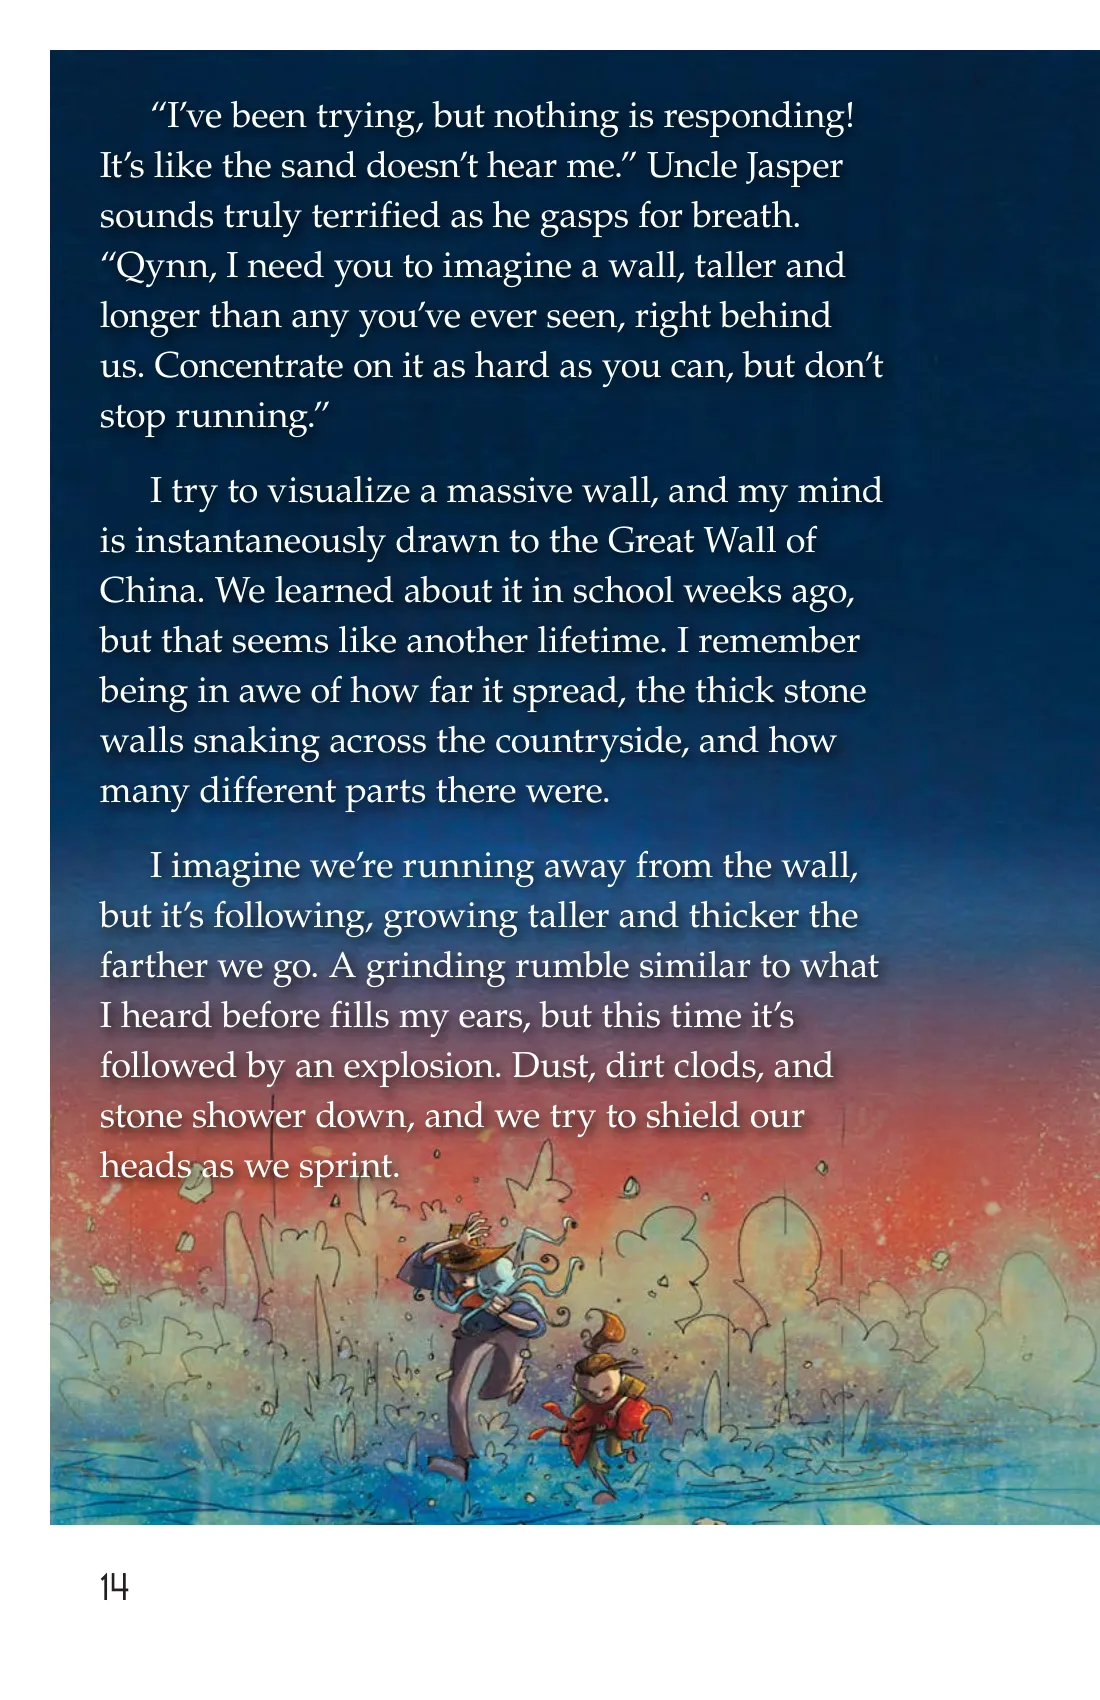 “I’ve been trying, but nothing is responding!
It’s like the sand doesn’t hear me.” Uncle Jasper
sounds truly terrified as he gasps for breath.
“Qynn, I need you to imagine a wall, taller and
longer than any you’ve ever seen, right behind
us. Concentrate on it as hard as you can, but don’t
stop running.”
I try to visualize a massive wall, and my mind
is instantaneously drawn to the Great Wall of
China. We learned about it in school weeks ago,
but that seems like another lifetime. I remember
being in awe of how far it spread, the thick stone
walls snaking across the countryside, and how
many different parts there were.
I imagine we’re running away from the wall,
but it’s following, growing taller and thicker the
farther we go. A grinding rumble similar to what
I heard before fills my ears, but this time it’s
followed by an explosion. Dust, dirt clods, and
stone shower down, and we try to shield our
heads as we sprint.
14